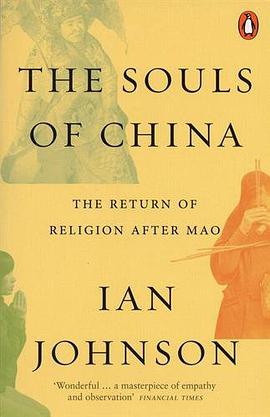 THE SOULS
OF CHINA
THE RETURN OF
RELIGION AFTER MAO
IAN
JOHNSON
‘Wonderful ... a masterpiece of empathy
and observation’ FINANCIAL TIMES